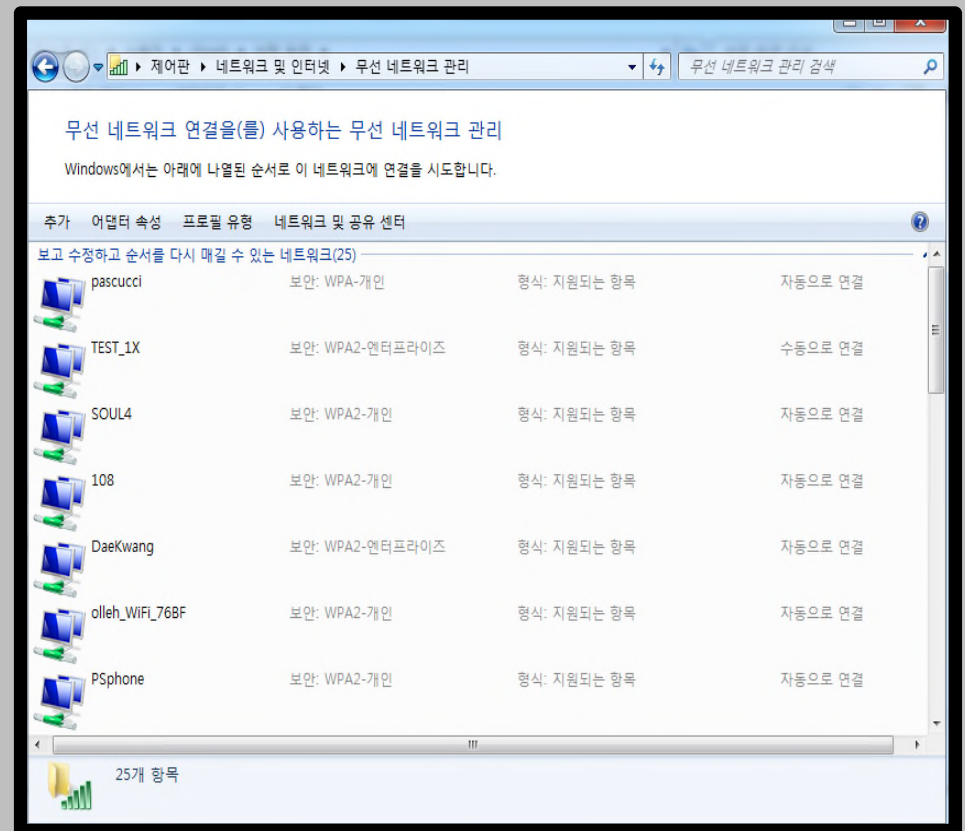 제어판 ▸ 네트워크 및 인터넷 ▸ 무선 네트워크 관리 무선 네트워크 관리 검색
무선 네트워크 연결을(를) 사용하는 무선 네트워크 관리
Windows에서는 아래에 나열된 순서로 이 네트워크에 연결을 시도합니다.
추가 어댑터 속성 프로필 유형 네트워크 및 공유 센터
보고 수정하고 순서를 다시 매길 수 있는 네트워크(25)
pascucci 보안: WPA-개인 형식: 지원되는 항목 자동으로 연결
TEST_1X 보안: WPA2-엔터프라이즈 형식: 지원되는 항목 수동으로 연결
SOUL4 보안: WPA2-개인 형식: 지원되는 항목 자동으로 연결
108 보안: WPA2-개인 형식: 지원되는 항목 자동으로 연결
DaeKwang 보안: WPA2-엔터프라이즈 형식: 지원되는 항목 자동으로 연결
olleh_WiFi_76BF 보안: WPA2-개인 형식: 지원되는 항목 자동으로 연결
PSphone 보안: WPA2-개인 형식: 지원되는 항목 자동으로 연결
25개 항목